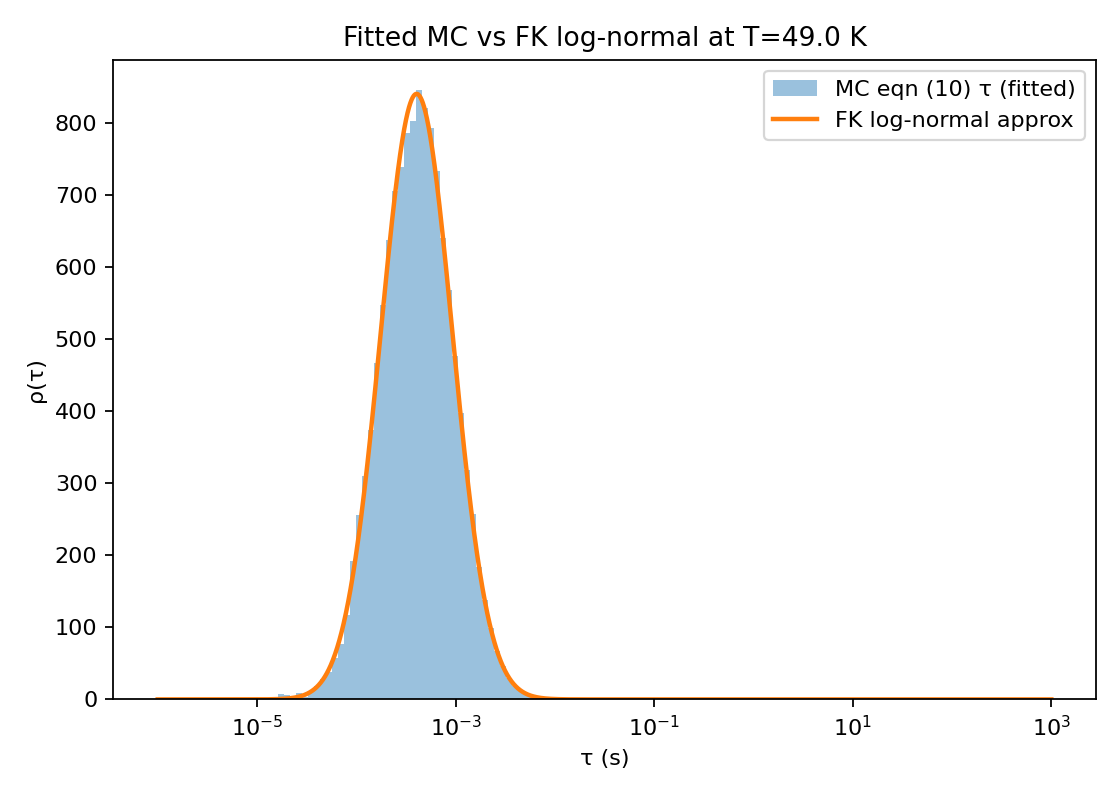 Fitted MC vs FK log-normal at T=49.0 K
MC eqn (10) τ (fitted)
FK log-normal approx
800
700
600
500
400
300
200
100
0
ρ(τ)
10⁻⁵
10⁻³
10⁻¹
10¹
10³
τ (s)